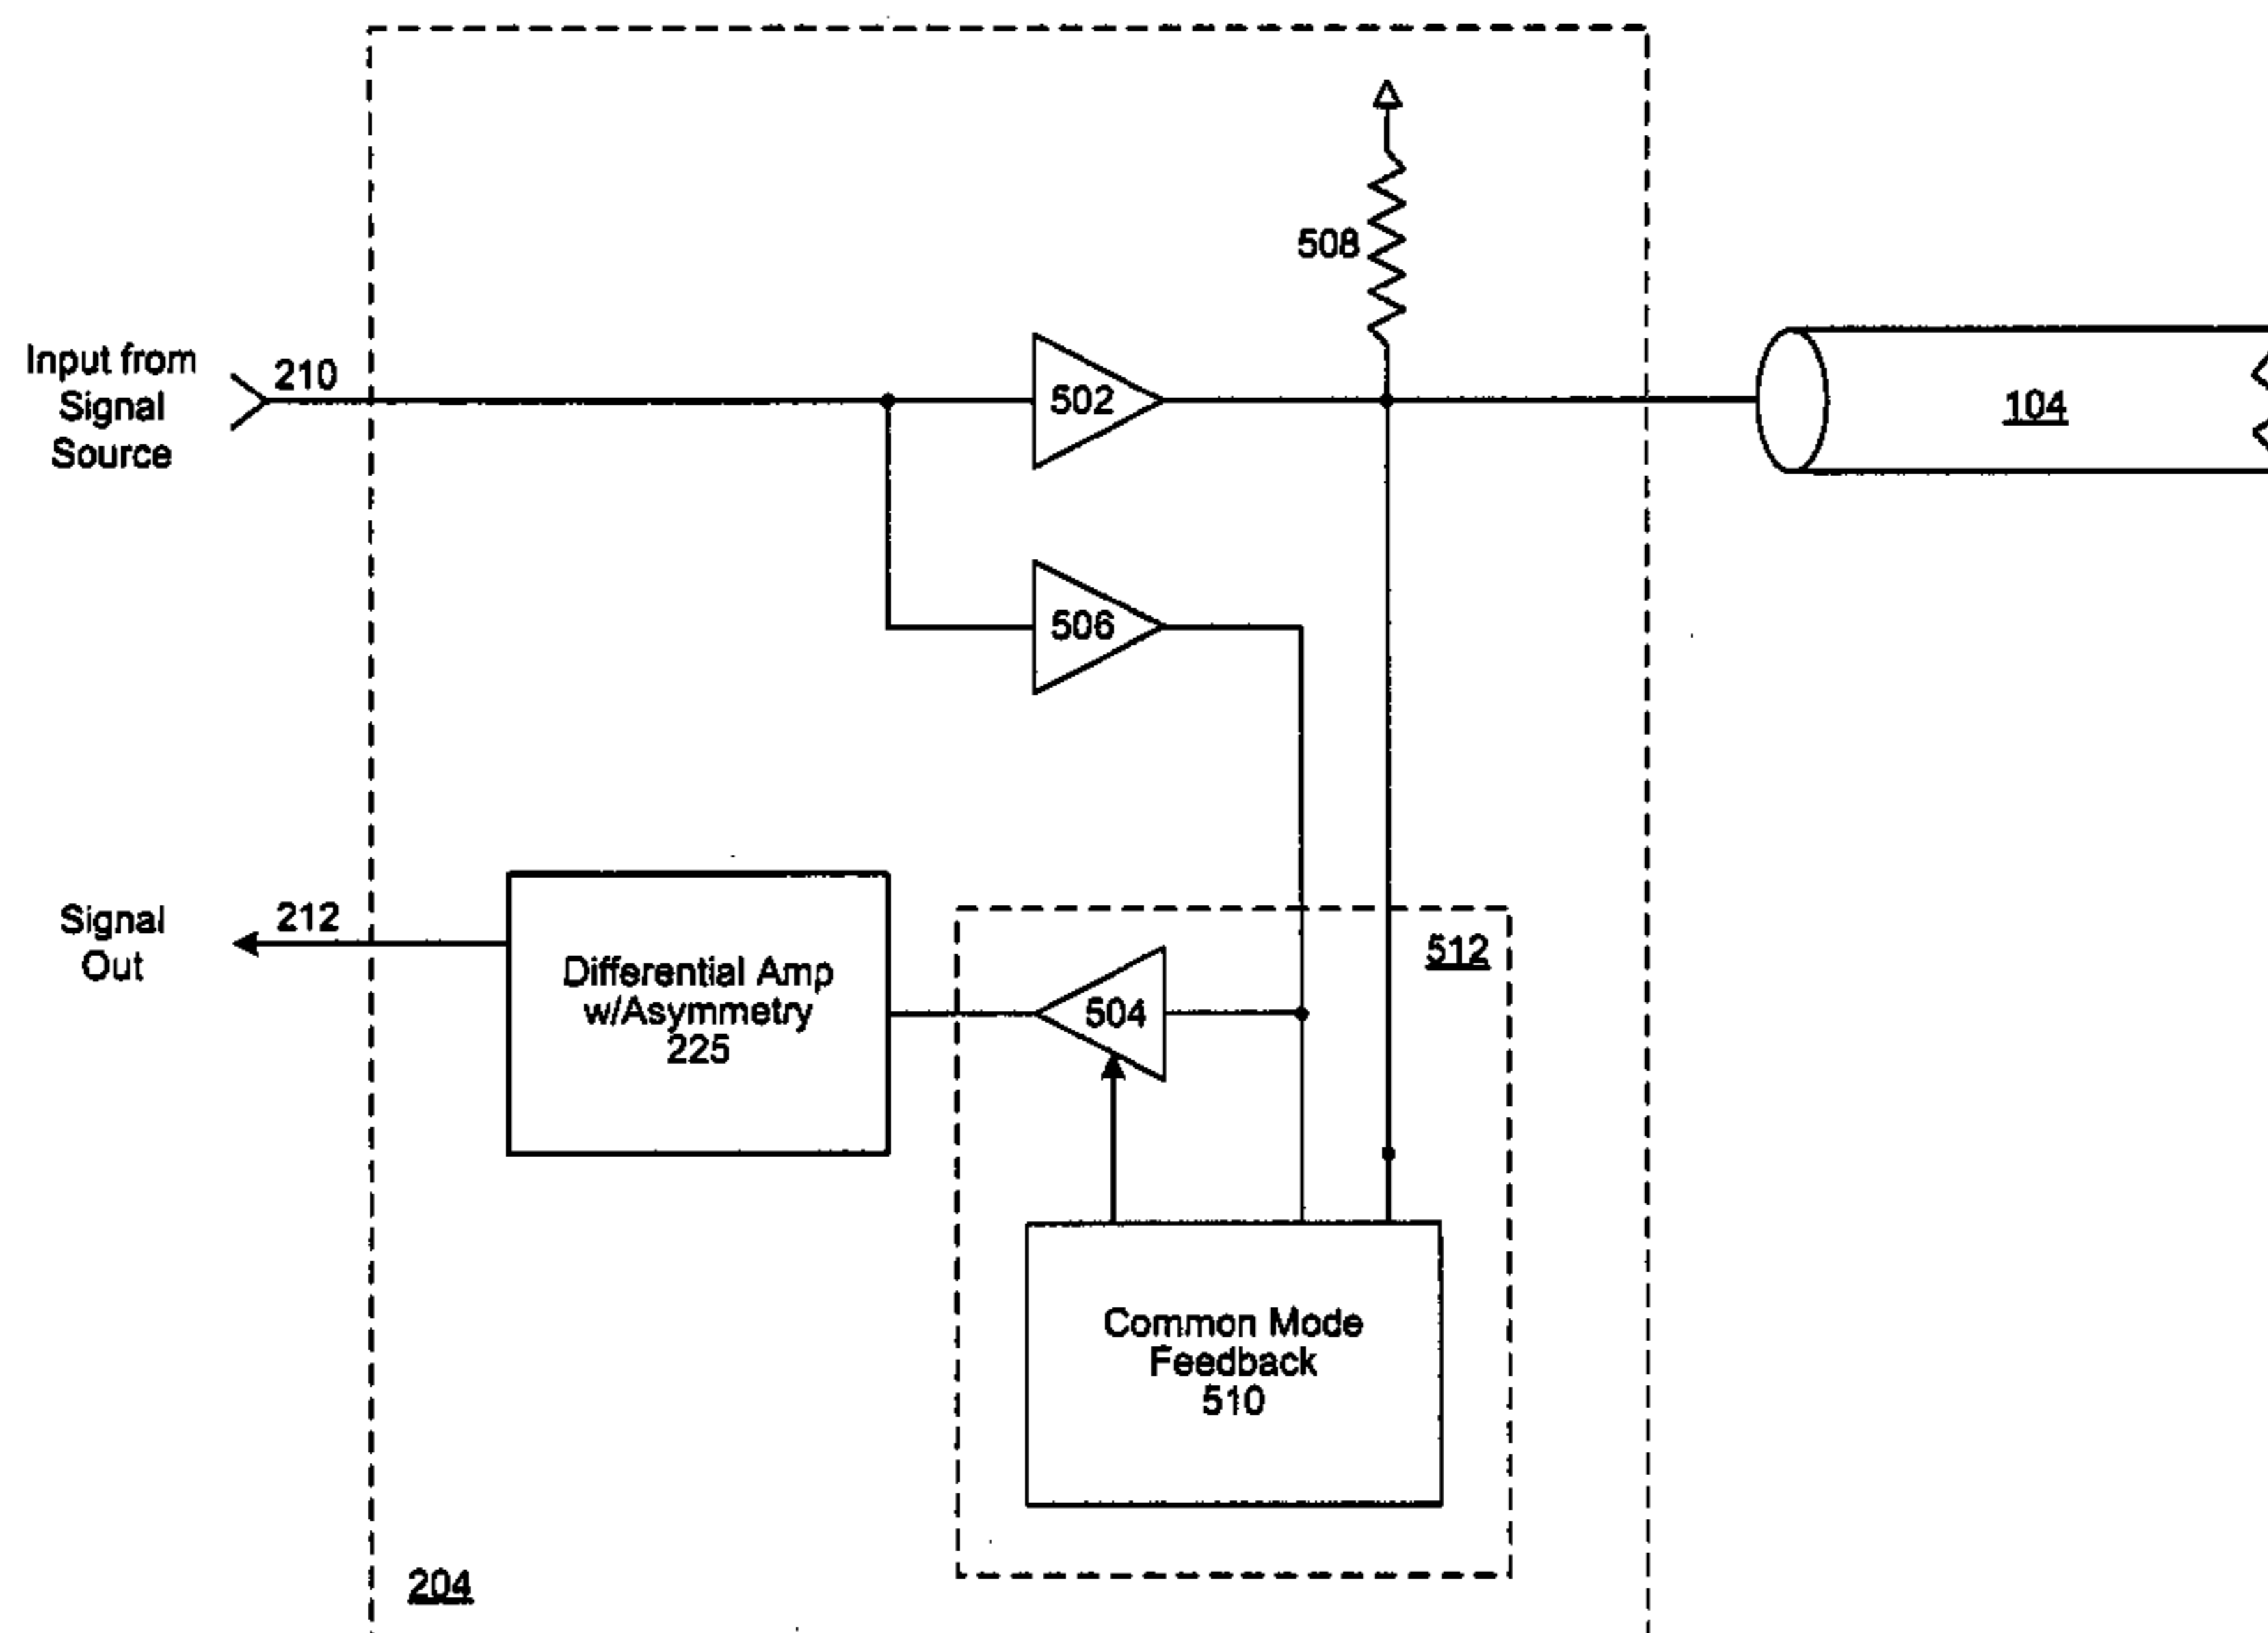 508
Input from
Signal
Source
210
502
104
506
Signal
Out
212
512
Differential Amp
w/Asymmetry
225
504
Common Mode
Feedback
510
204